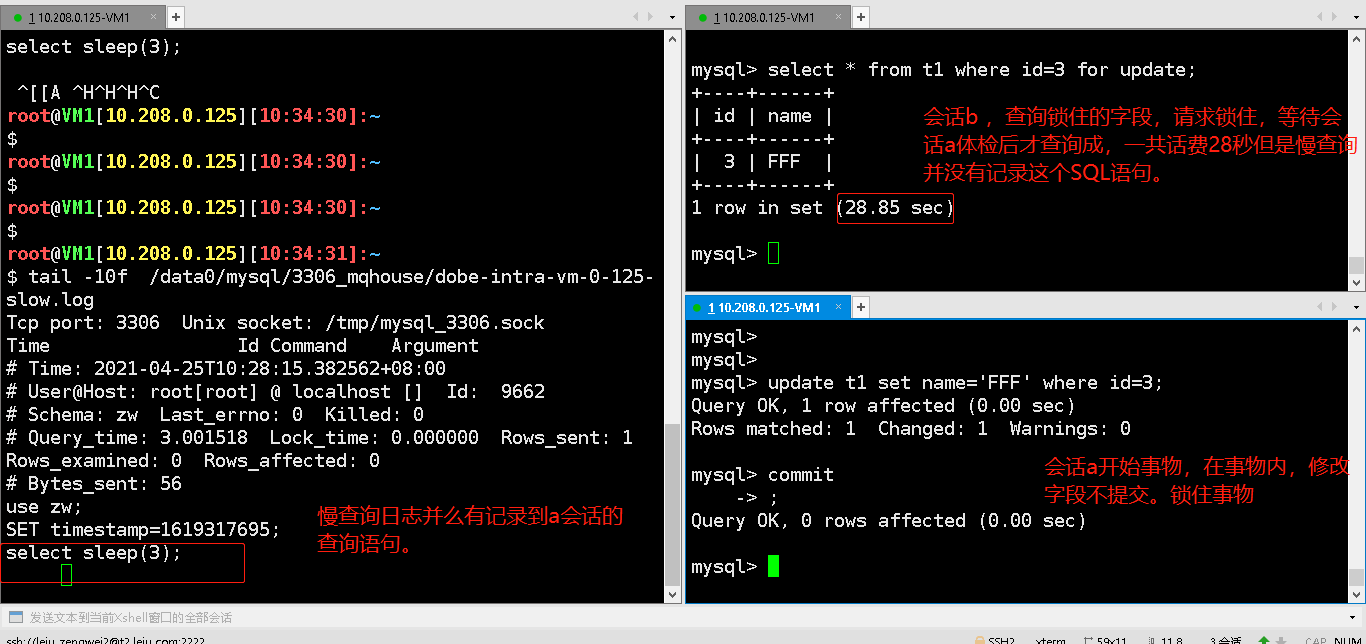 1 10.208.0.125-VM1 × +
select sleep(3);
^[[A ^H^H^H^C
root@VM1[10.208.0.125][10:34:30]:~
$
root@VM1[10.208.0.125][10:34:30]:~
$
root@VM1[10.208.0.125][10:34:30]:~
$
root@VM1[10.208.0.125][10:34:31]:~
$ tail -10f  /data0/mysql/3306_mqhouse/dobe-intra-vm-0-125-
slow.log
Tcp port: 3306  Unix socket: /tmp/mysql_3306.sock
Time                 Id Command    Argument
# Time: 2021-04-25T10:28:15.382562+08:00
# User@Host: root[root] @ localhost []  Id:  9662
# Schema: zw  Last_errno: 0  Killed: 0
# Query_time: 3.001518  Lock_time: 0.000000  Rows_sent: 1
Rows_examined: 0  Rows_affected: 0
# Bytes_sent: 56
use zw;
SET timestamp=1619317695;
select sleep(3);
慢查询日志并么有记录到a会话的
查询语句。
1 10.208.0.125-VM1 × +
mysql> select * from t1 where id=3 for update;
+----+------+
| id | name |
+----+------+
|  3 | FFF  |
+----+------+
1 row in set (28.85 sec)
mysql>
会话b ，查询锁住的字段，请求锁住，等待会
话a体检后才查询成，一共话费28秒但是慢查询
并没有记录这个SQL语句。
1 10.208.0.125-VM1 × +
mysql>
mysql>
mysql> update t1 set name='FFF' where id=3;
Query OK, 1 row affected (0.00 sec)
Rows matched: 1  Changed: 1  Warnings: 0
mysql> commit
    -> ;
Query OK, 0 rows affected (0.00 sec)
mysql>
会话a开始事物，在事物内，修改
字段不提交。锁住事物
发送文本到当前Xshell窗口的全部会话
ssh://leju_zengwei2@t2.leju.com:2222
SSH2 xterm 59x11 11,8 3 会话 CAP NUM